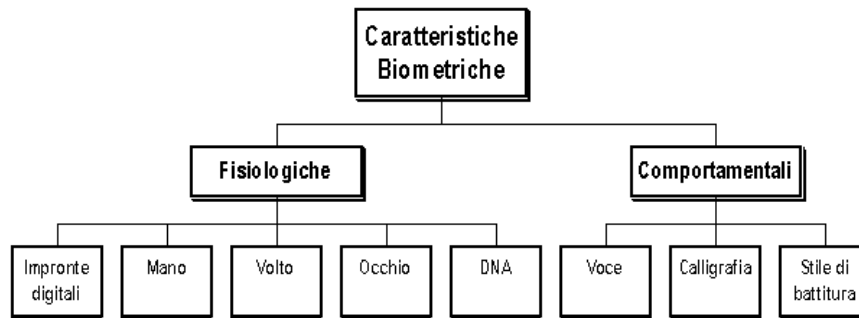 Caratteristiche
Biometriche
Fisiologiche
Comportamentali
Impronte
digitali
Mano
Volto
Occhio
DNA
Voce
Calligrafia
Stile di
battitura